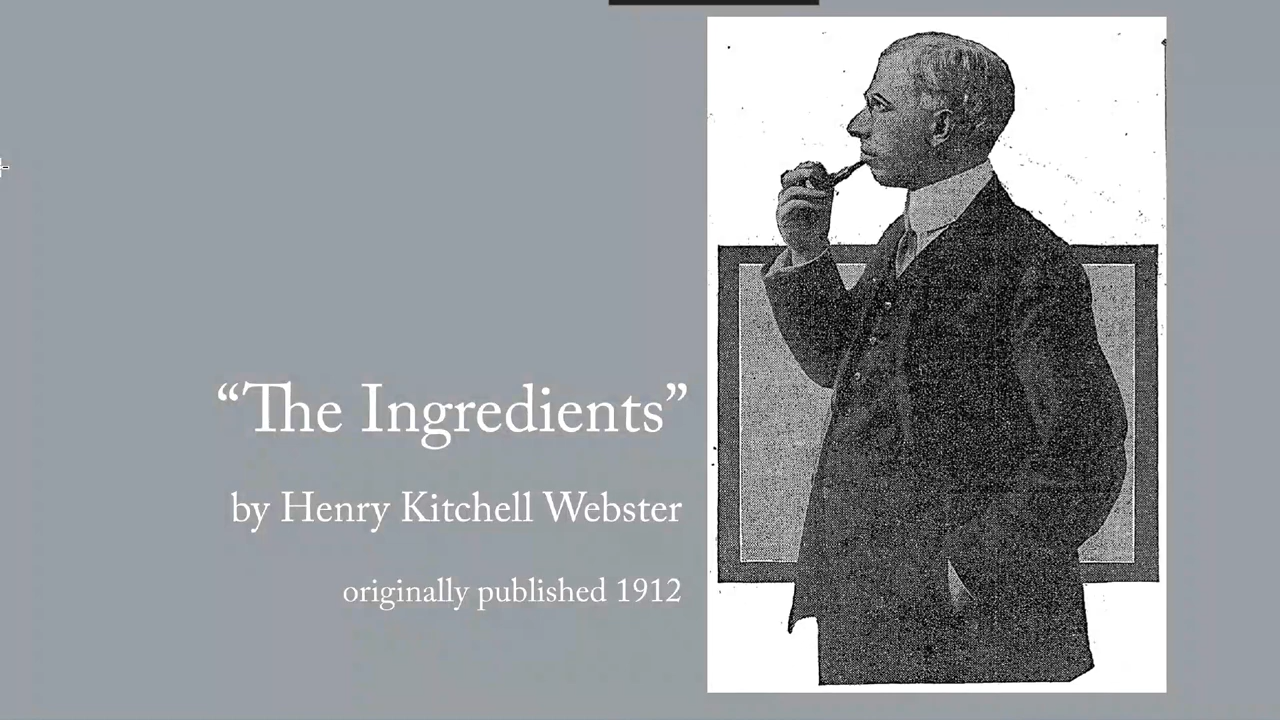 “The Ingredients”
by Henry Kitchell Webster
originally published 1912